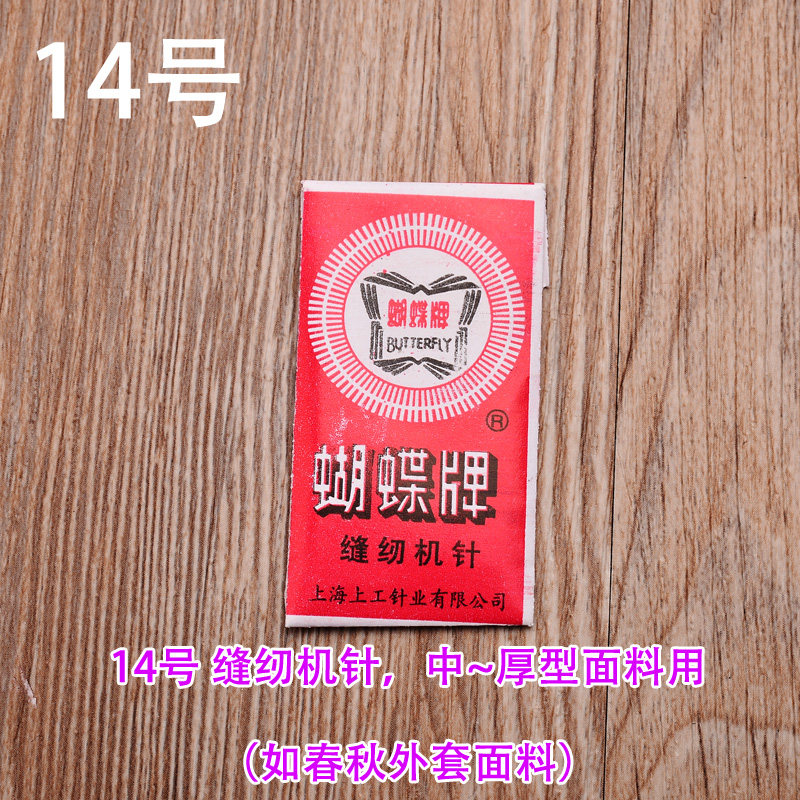 14号
蝴蝶牌
BUTTERFLY
®
蝴蝶牌
缝纫机针
上海上工针业有限公司
14号 缝纫机针，中~厚型面料用
（如春秋外套面料）